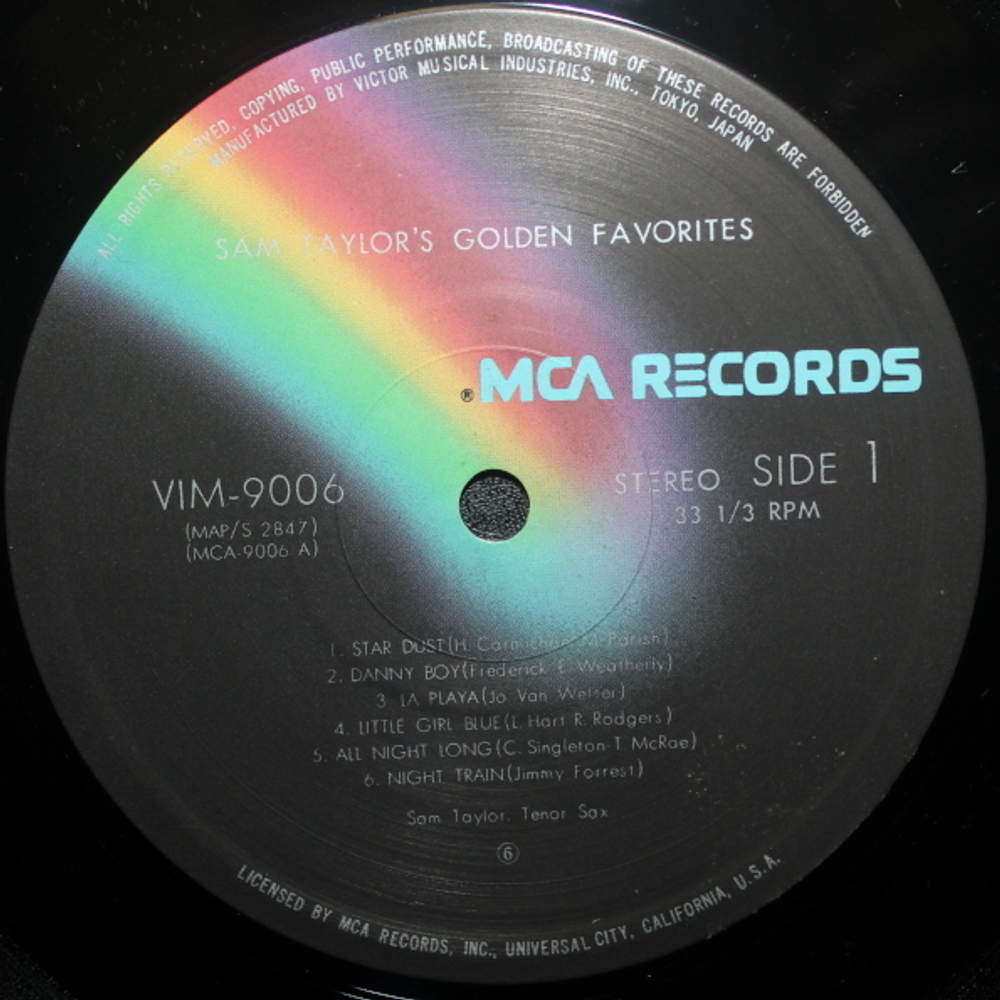 ALL RIGHTS RESERVED. COPYING, PUBLIC PERFORMANCE, BROADCASTING OF THESE RECORDS ARE FORBIDDEN
MANUFACTURED BY VICTOR MUSICAL INDUSTRIES, INC., TOKYO, JAPAN
SAM TAYLOR'S GOLDEN FAVORITES
®MCA RECORDS
VIM-9006
(MAP/S 2847)
(MCA-9006 A)
STEREO SIDE 1
33 1/3 RPM
1. STAR DUST(H. Carmichael-M-Parish)
2. DANNY BOY(Frederick E. Weatherly)
3. LA PLAYA(Jo Van Wetter)
4. LITTLE GIRL BLUE(L. Hart R. Rodgers)
5. ALL NIGHT LONG(C. Singleton-T. McRae)
6. NIGHT TRAIN(Jimmy Forrest)
Sam Taylor. Tenor Sax
⑥
LICENSED BY MCA RECORDS, INC., UNIVERSAL CITY, CALIFORNIA, U.S.A.